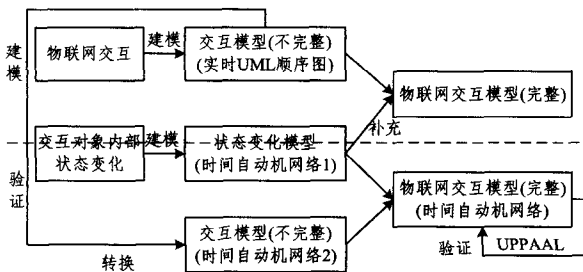 建模
物联网交互
建模
交互模型(不完整)
(实时UML顺序图)
物联网交互模型(完整)
补充
交互对象内部
状态变化
建模
状态变化模型
(时间自动机网络1)
验证
物联网交互模型(完整)
(时间自动机网络)
交互模型(不完整)
(时间自动机网络2)
转换
验证
UPPAAL